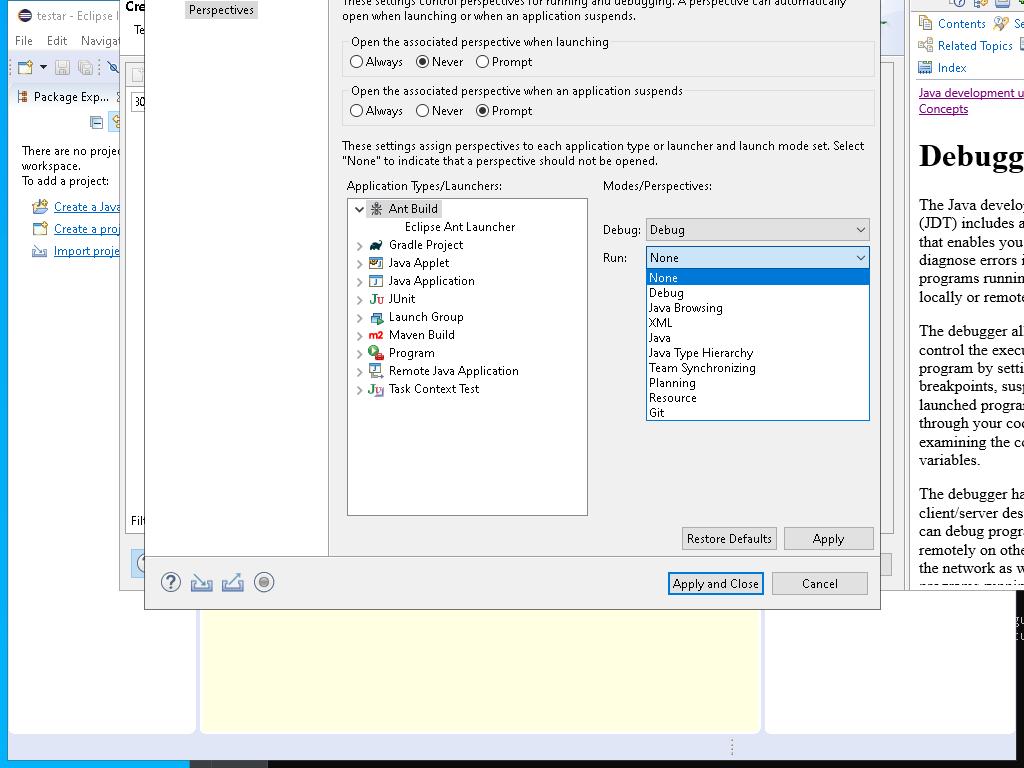 testar - Eclipse
File Edit Navigat
Package Exp...
There are no proje
workspace.
To add a project:
Create a Java
Create a proj
Import proje
Cre
Te
30
Filt
Perspectives
These settings control perspectives for running and debugging. A perspective can automatically
open when launching or when an application suspends.
Open the associated perspective when launching
Always Never Prompt
Open the associated perspective when an application suspends
Always Never Prompt
These settings assign perspectives to each application type or launcher and launch mode set. Select
"None" to indicate that a perspective should not be opened.
Application Types/Launchers:
Ant Build
Eclipse Ant Launcher
Gradle Project
Java Applet
Java Application
JUnit
Launch Group
Maven Build
Program
Remote Java Application
Task Context Test
Modes/Perspectives:
Debug: Debug
Run: None
None
Debug
Java Browsing
XML
Java
Java Type Hierarchy
Team Synchronizing
Planning
Resource
Git
Restore Defaults Apply
Apply and Close Cancel
Contents Se
Related Topics
Index
Java development u
Concepts
Debugg
The Java develop
(JDT) includes a
that enables you
diagnose errors i
programs runnin
locally or remote
The debugger all
control the execu
program by setti
breakpoints, susp
launched program
through your cod
examining the co
variables.
The debugger ha
client/server des
can debug progra
remotely on othe
the network as w